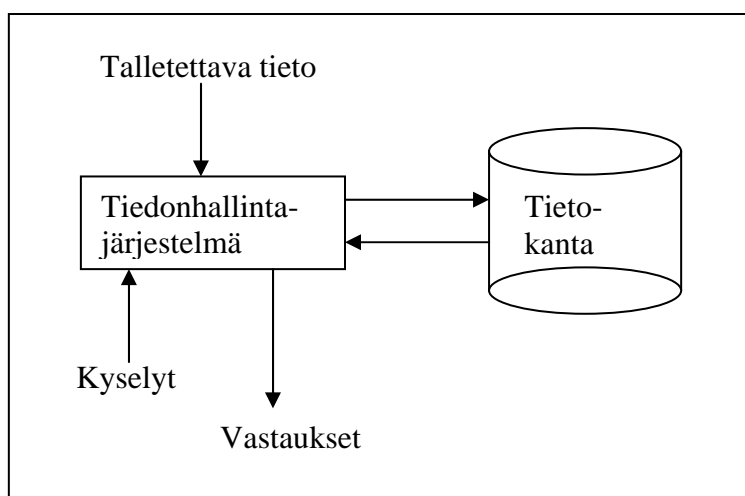 Talletettava tieto
Tiedonhallinta-
järjestelmä
Tieto-
kanta
Kyselyt
Vastaukset